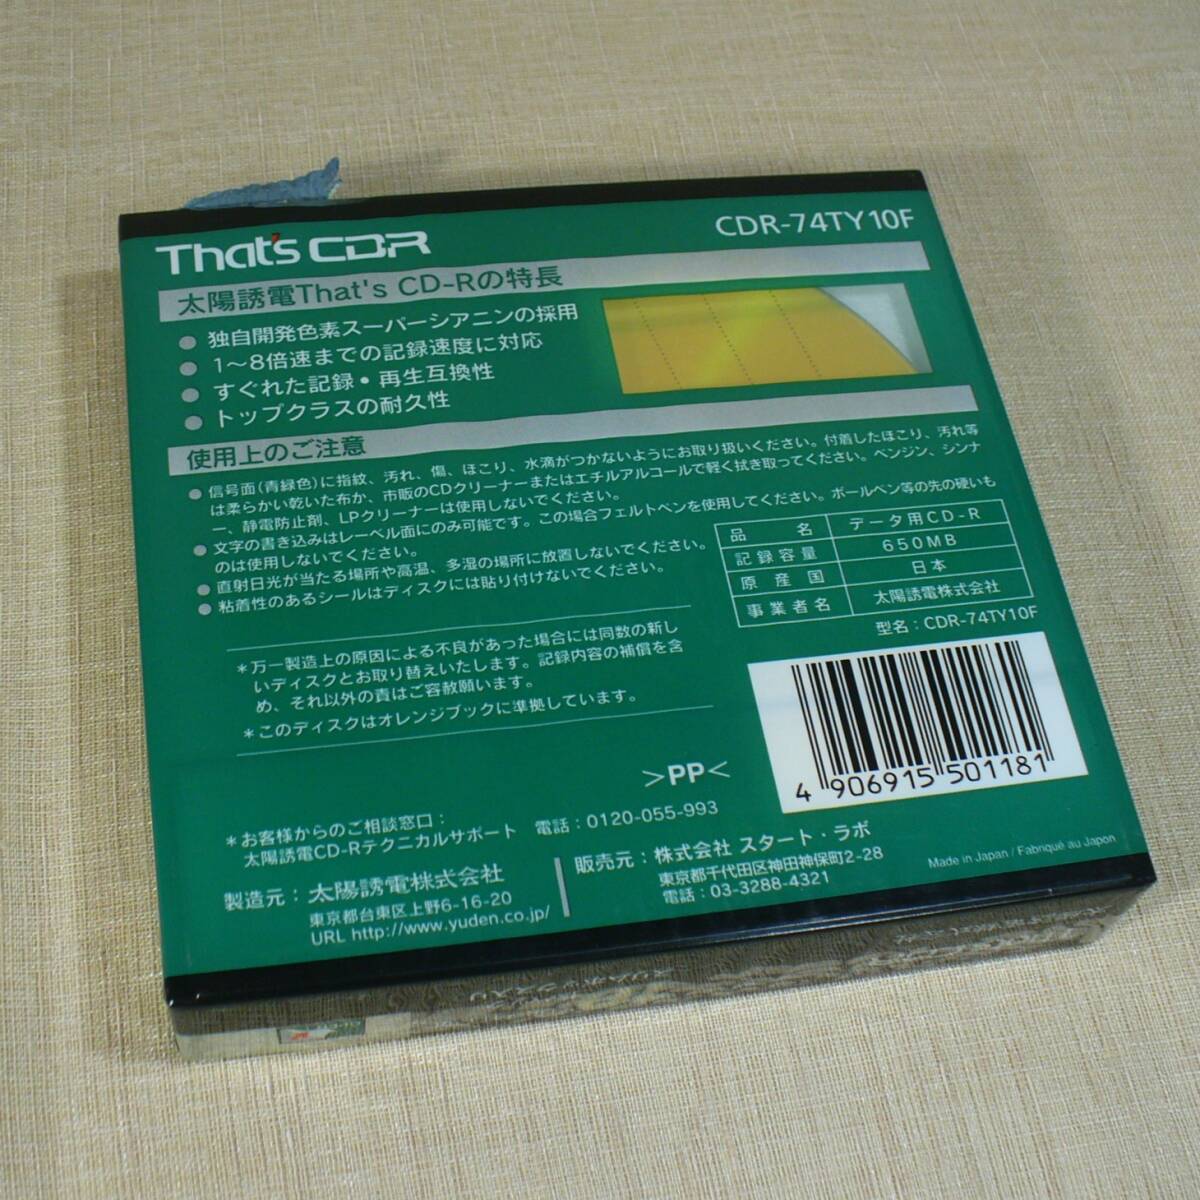 That's CDR
CDR-74TY10F
太陽誘電That's CD-Rの特長
● 独自開発色素スーパーシアニンの採用
● 1～8倍速までの記録速度に対応
● すぐれた記録・再生互換性
● トップクラスの耐久性
使用上のご注意
● 信号面(青緑色)に指紋、汚れ、傷、ほこり、水滴がつかないようにお取り扱いください。付着したほこり、汚れ等
は柔らかい乾いた布か、市販のCDクリーナーまたはエチルアルコールで軽く拭き取ってください。ベンジン、シンナ
ー、静電防止剤、LPクリーナーは使用しないでください。
● 文字の書き込みはレーベル面にのみ可能です。この場合フェルトペンを使用してください。ボールペン等の先の硬いも
のは使用しないでください。
● 直射日光が当たる場所や高温、多湿の場所に放置しないでください。
● 粘着性のあるシールはディスクには貼り付けないでください。
品名 データ用CD-R
記録容量 650MB
原産国 日本
事業者名 太陽誘電株式会社
型名：CDR-74TY10F
＊万一製造上の原因による不良があった場合には同数の新し
いディスクとお取り替えいたします。記録内容の補償を含
め、それ以外の責はご容赦願います。
＊このディスクはオレンジブックに準拠しています。
>PP<
4 906915 501181
＊お客様からのご相談窓口：
太陽誘電CD-Rテクニカルサポート 電話：0120-055-993
製造元：太陽誘電株式会社
東京都台東区上野6-16-20
URL http://www.yuden.co.jp/
販売元：株式会社 スタート・ラボ
東京都千代田区神田神保町2-28
電話：03-3288-4321
Made in Japan / Fabriqué au Japon